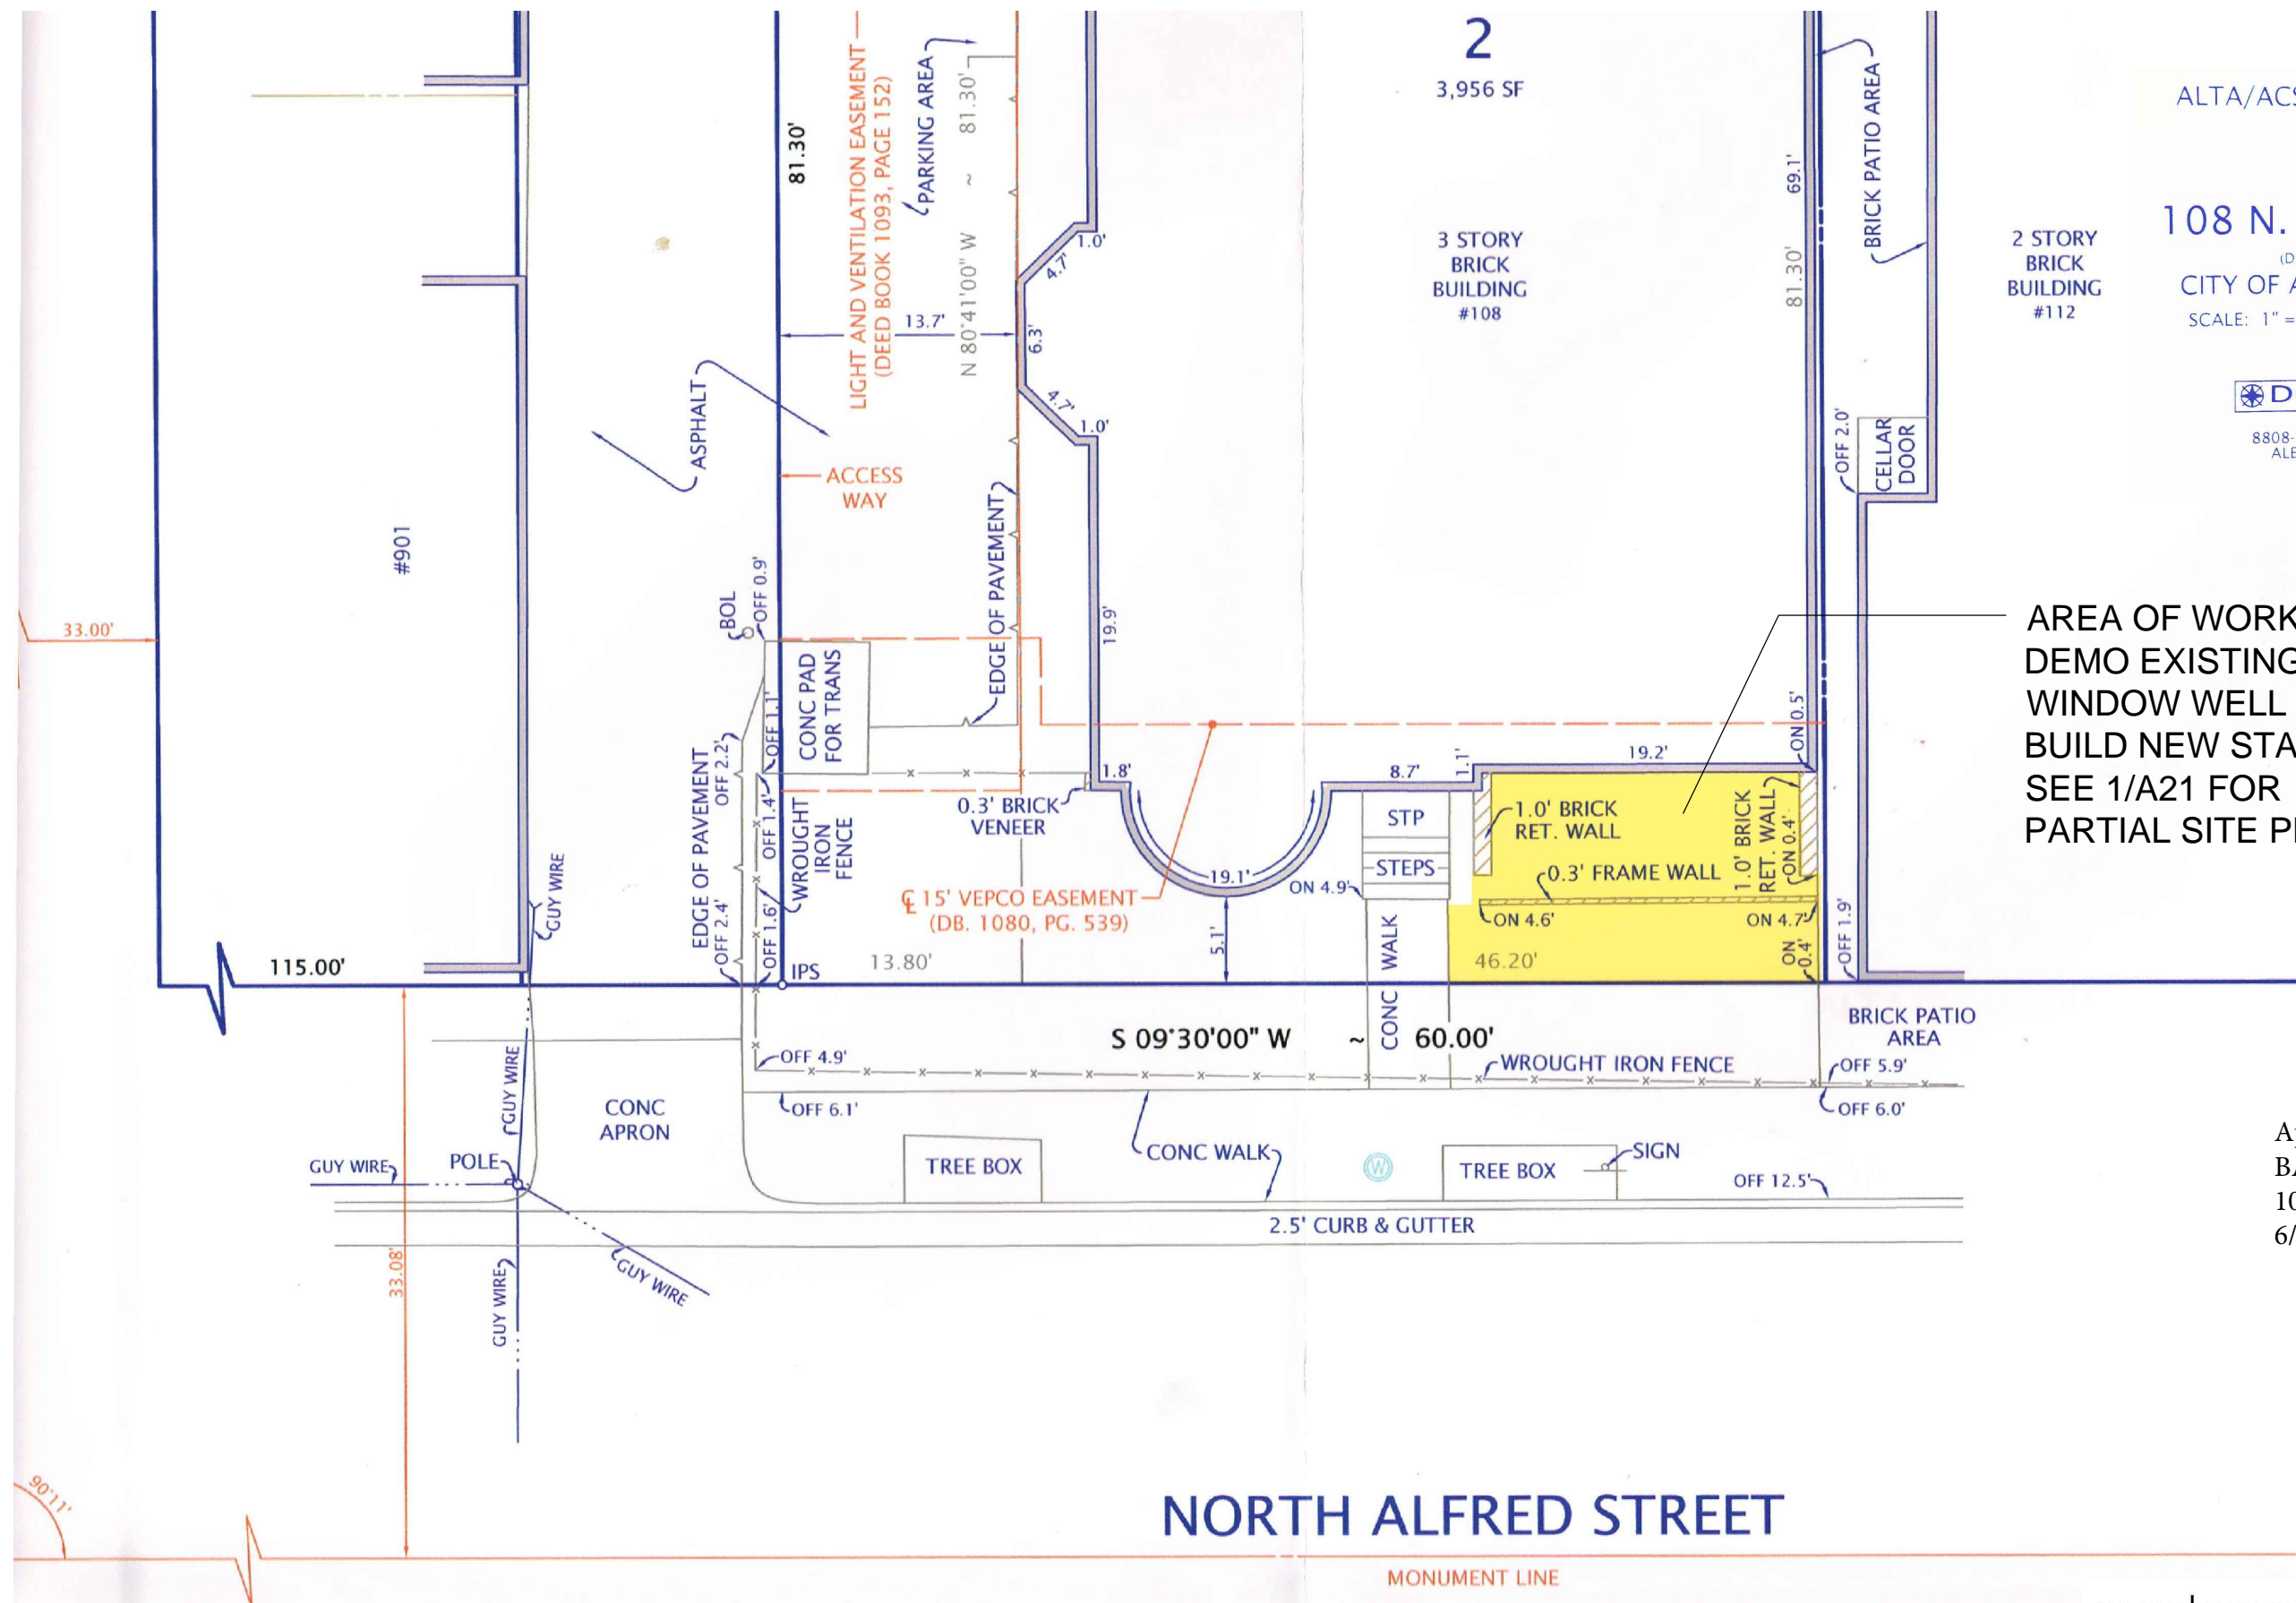 2
3,956 SF
81.30'
LIGHT AND VENTILATION EASEMENT
(DEED BOOK 1093, PAGE 152)
PARKING AREA
N 80°41'00" W ~ 81.30'
69.1'
81.30'
BRICK PATIO AREA
ALTA/ACS
108 N.
(D
CITY OF A
SCALE: 1" =
D
8808-
ALE
3 STORY
BRICK
BUILDING
#108
2 STORY
BRICK
BUILDING
#112
1.0'
4.7'
13.7'
6.3'
4.7'
1.0'
ASPHALT
ACCESS
WAY
EDGE OF PAVEMENT
OFF 2.0'
CELLAR
DOOR
#901
33.00'
BOL
OFF 0.9'
19.9'
CONC PAD
FOR TRANS
OFF 1.1'
AREA OF WORK
DEMO EXISTING
WINDOW WELL
BUILD NEW STA
SEE 1/A21 FOR
PARTIAL SITE P
ON 0.5'
EDGE OF PAVEMENT
OFF 2.2'
OFF 2.4'
OFF 1.4'
OFF 1.6'
WROUGHT
IRON
FENCE
1.8'
0.3' BRICK
VENEER
8.7'
1.1'
19.2'
STP
STEPS
1.0' BRICK
RET. WALL
1.0' BRICK
RET. WALL
ON 0.4'
0.3' FRAME WALL
GUY WIRE
19.1'
ON 4.9'
℄ 15' VEPCO EASEMENT
(DB. 1080, PG. 539)
ON 4.6'
ON 4.7'
5.1'
CONC WALK
ON
0.4'
OFF 1.9'
115.00'
IPS
13.80'
46.20'
S 09°30'00" W ~ 60.00'
BRICK PATIO
AREA
GUY WIRE
OFF 4.9'
WROUGHT IRON FENCE
OFF 5.9'
OFF 6.1'
OFF 6.0'
CONC
APRON
GUY WIRE
POLE
TREE BOX
CONC WALK
W
TREE BOX
SIGN
OFF 12.5'
A
B
10
6/
2.5' CURB & GUTTER
33.08'
GUY WIRE
GUY WIRE
90°11'
NORTH ALFRED STREET
MONUMENT LINE